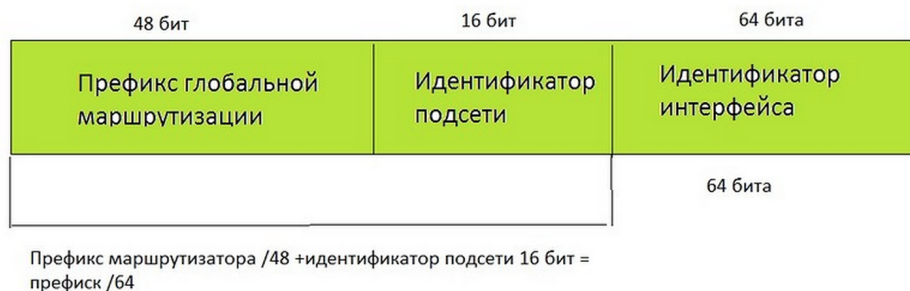 48 бит 16 бит 64 бита
Префикс глобальной
маршрутизации
Идентификатор
подсети
Идентификатор
интерфейса
64 бита
Префикс маршрутизатора /48 +идентификатор подсети 16 бит =
префиск /64